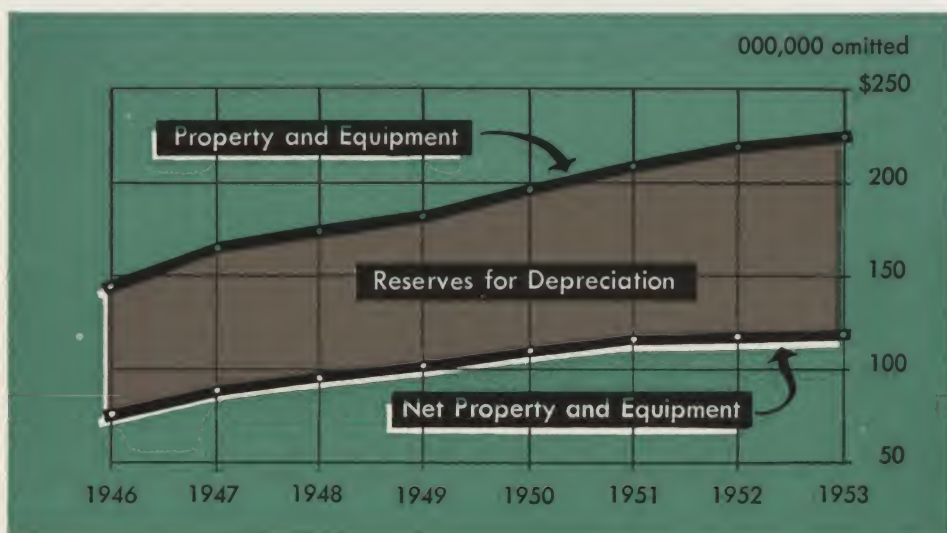 000,000 omitted
$250
Property and Equipment
200
Reserves for Depreciation
150
100
Net Property and Equipment
50
1946 1947 1948 1949 1950 1951 1952 1953